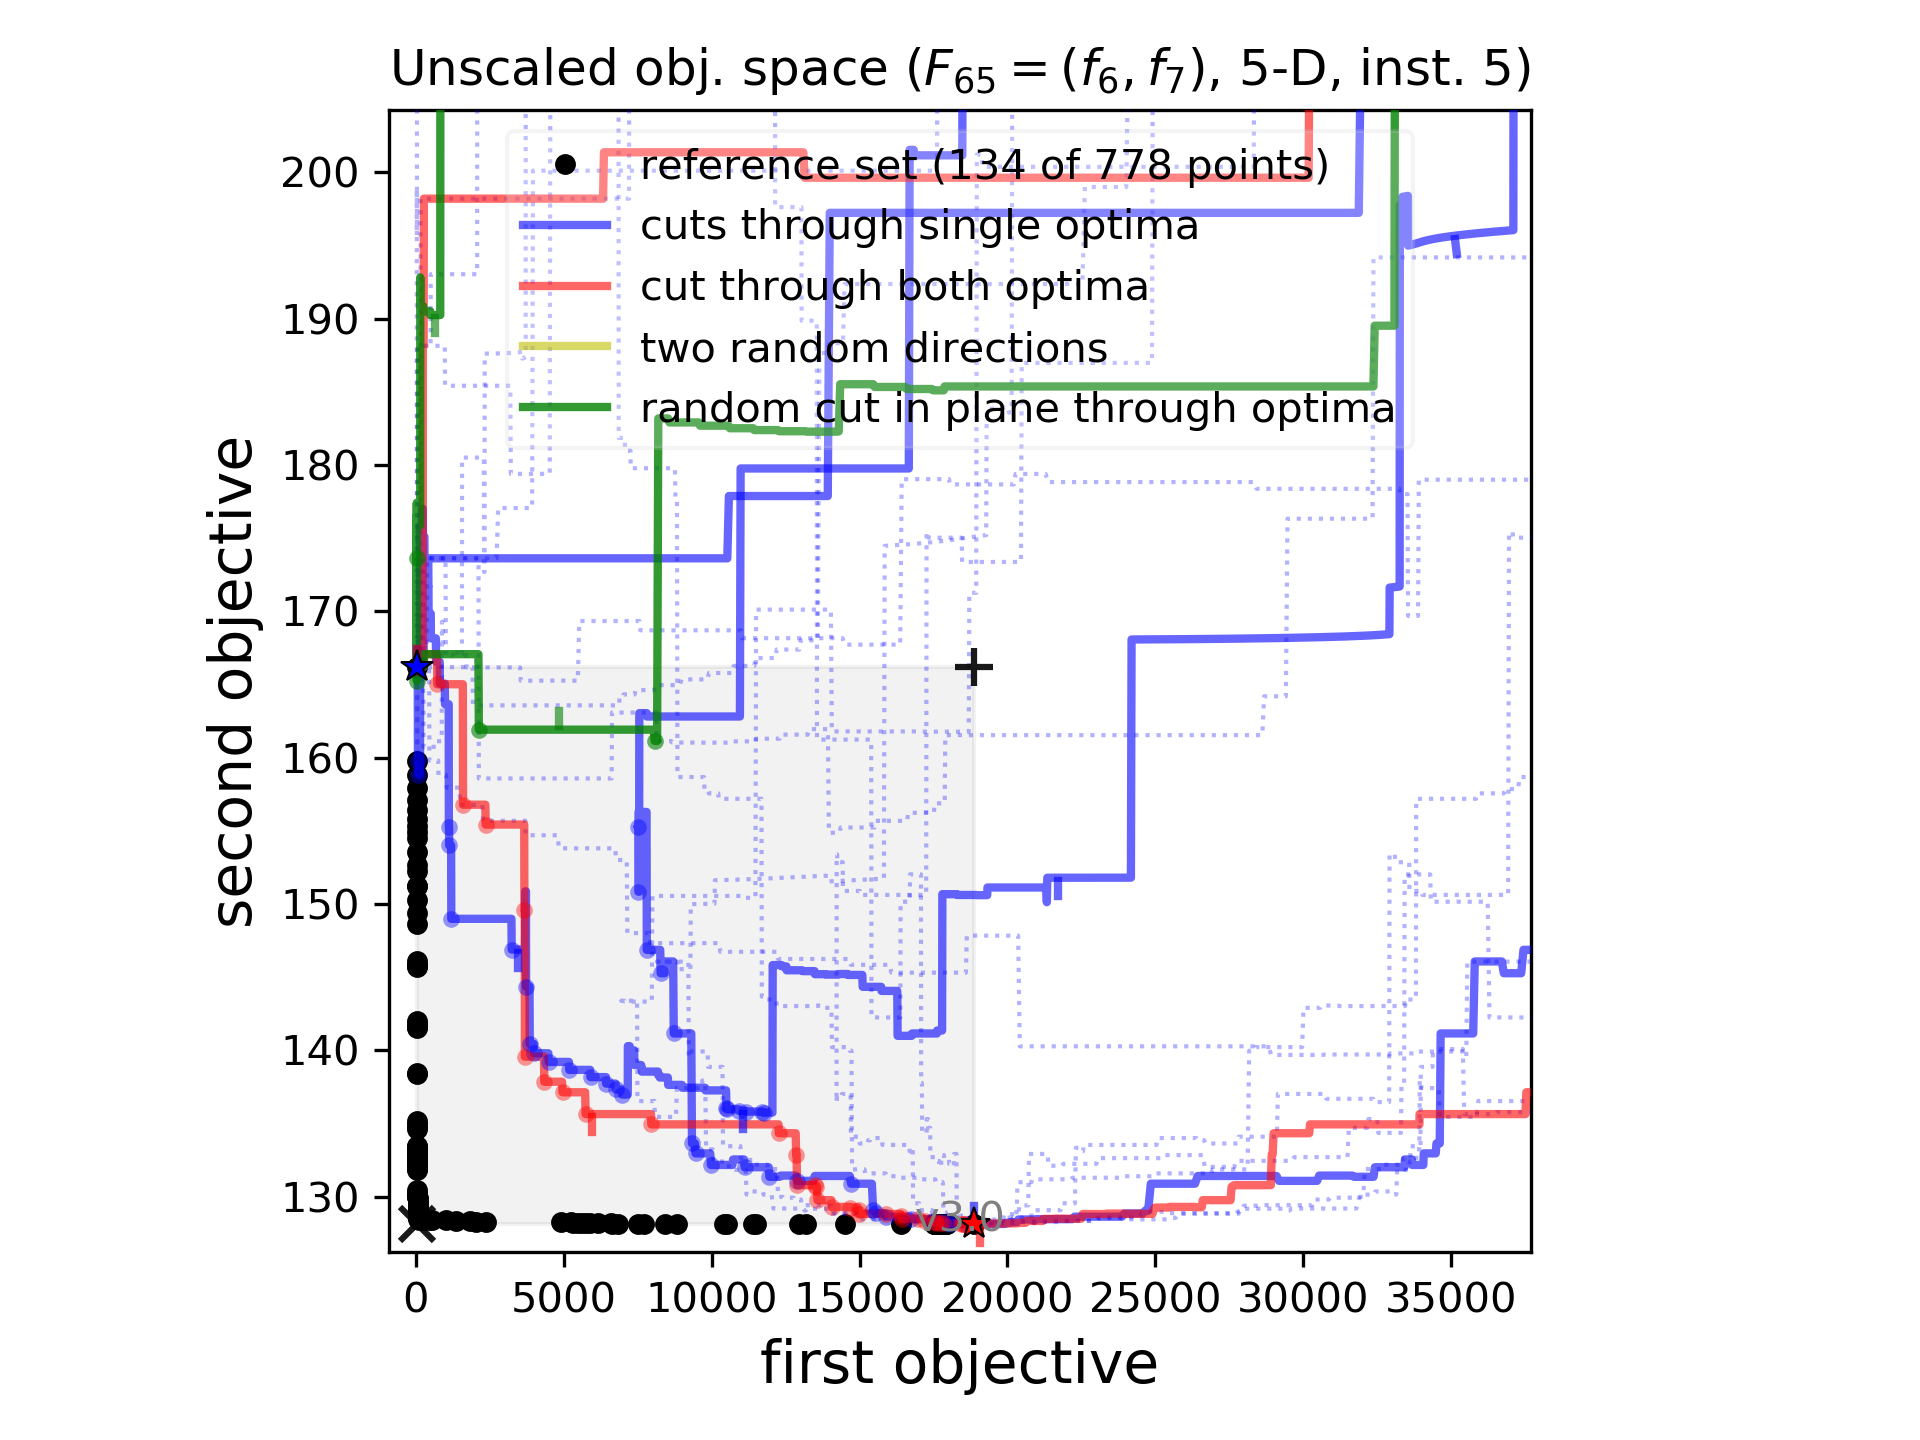 Unscaled obj. space (F₆₅ = (f₆, f₇), 5-D, inst. 5)
reference set (134 of 778 points)
cuts through single optima
cut through both optima
two random directions
random cut in plane through optima
second objective
200
190
180
170
160
150
140
130
v3.0
0 5000 10000 15000 20000 25000 30000 35000
first objective